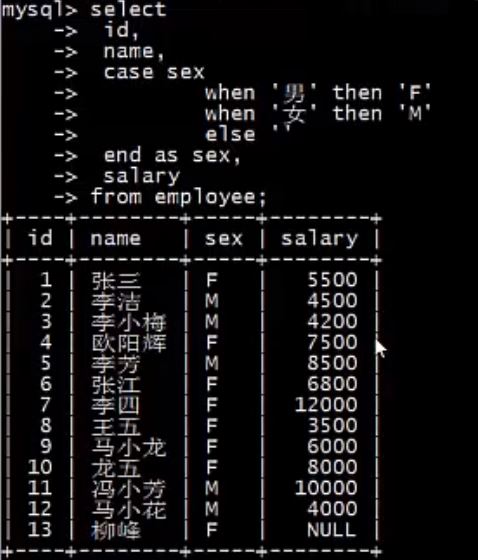 mysql> select
    -> id,
    -> name,
    -> case sex
    ->         when '男' then 'F'
    ->         when '女' then 'M'
    ->         else ''
    -> end as sex,
    -> salary
    -> from employee;
+----+--------+-----+--------+
| id | name | sex | salary |
+----+--------+-----+--------+
| 1 | 张三 | F | 5500 |
| 2 | 李洁 | M | 4500 |
| 3 | 李小梅 | M | 4200 |
| 4 | 欧阳辉 | F | 7500 |
| 5 | 李芳 | M | 8500 |
| 6 | 张江 | F | 6800 |
| 7 | 李四 | F | 12000 |
| 8 | 王五 | F | 3500 |
| 9 | 马小龙 | F | 6000 |
| 10 | 龙五 | F | 8000 |
| 11 | 冯小芳 | M | 10000 |
| 12 | 马小花 | M | 4000 |
| 13 | 柳峰 | F | NULL |
+----+--------+-----+--------+